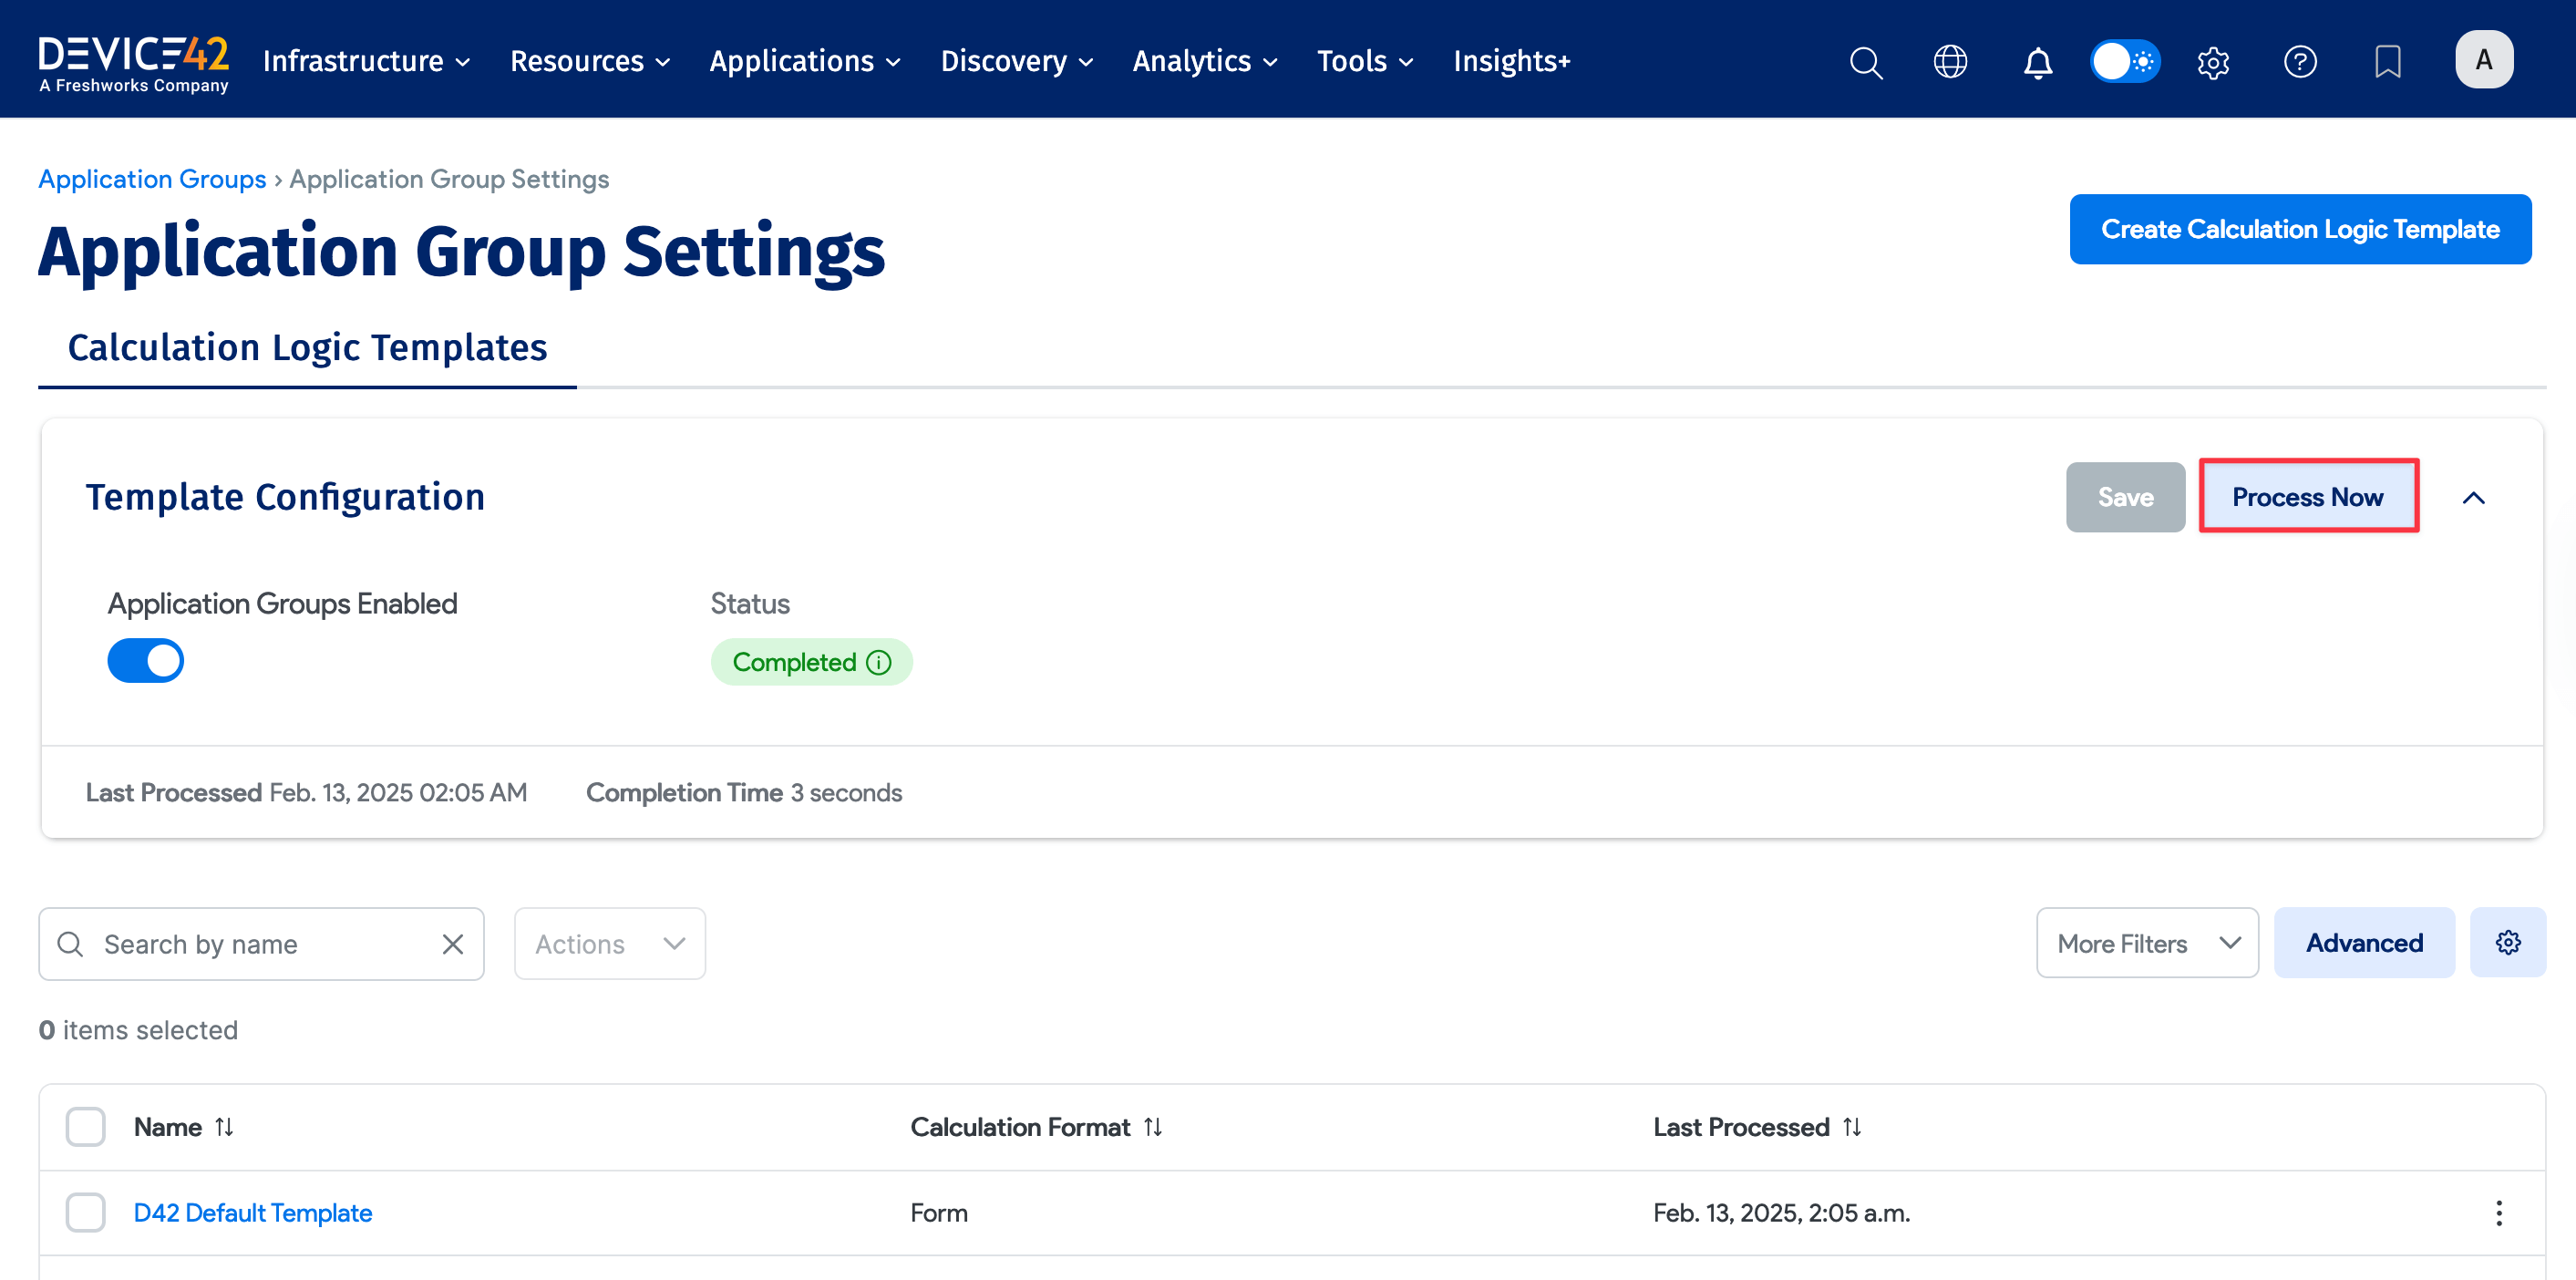 DEVICE42
A Freshworks Company
Infrastructure Resources Applications Discovery Analytics Tools Insights+
A
Application Groups › Application Group Settings
Application Group Settings
Create Calculation Logic Template
Calculation Logic Templates
Template Configuration
Save
Process Now
Application Groups Enabled
Status
Completed
Last Processed Feb. 13, 2025 02:05 AM Completion Time 3 seconds
Search by name
Actions
More Filters
Advanced
0 items selected
Name Calculation Format Last Processed
D42 Default Template Form Feb. 13, 2025, 2:05 a.m.